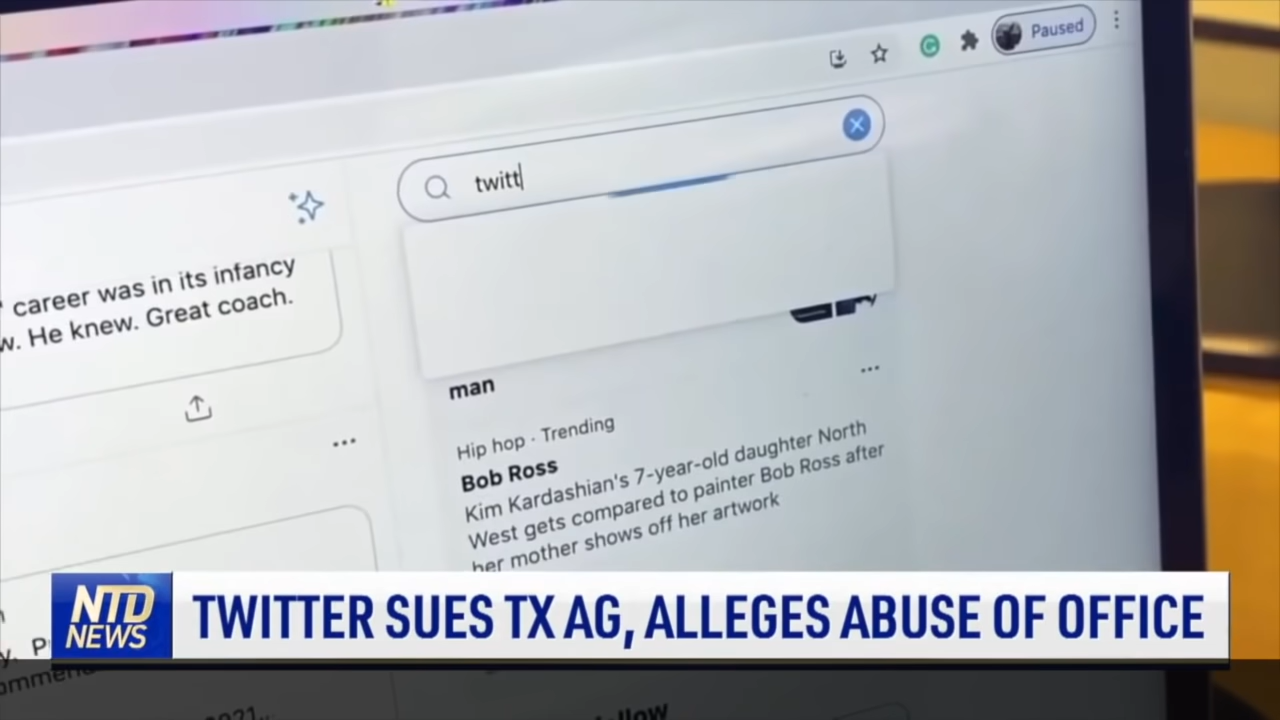 Paused
twitt
career was in its infancy
w. He knew. Great coach.
man
Hip hop · Trending
Bob Ross
Kim Kardashian's 7-year-old daughter North
West gets compared to painter Bob Ross after
her mother shows off her artwork
NTD
NEWS
TWITTER SUES TX AG, ALLEGES ABUSE OF OFFICE